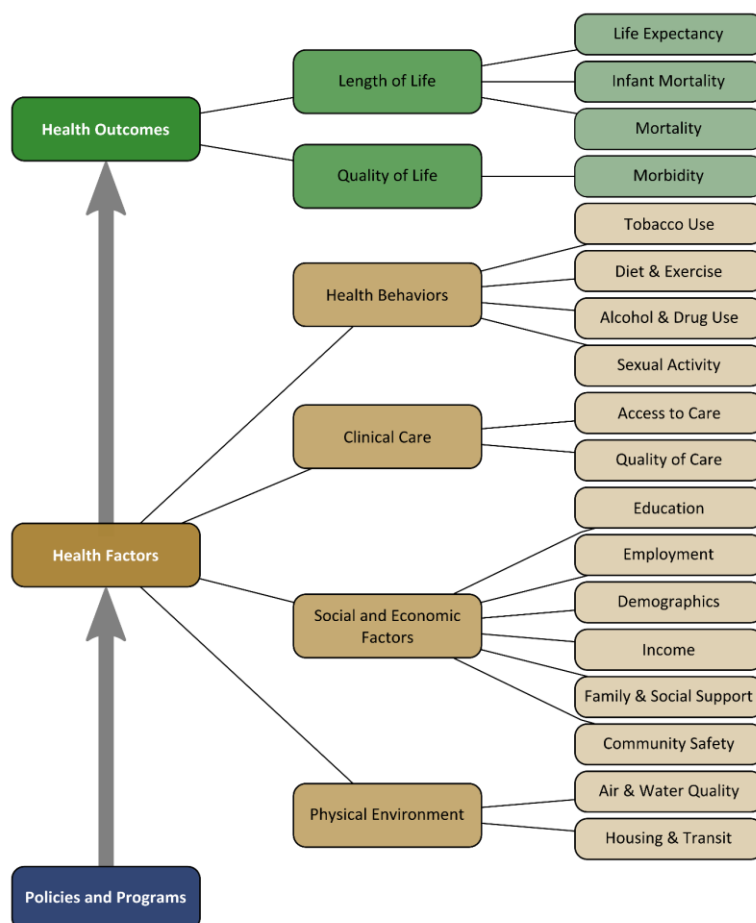 Life Expectancy
Length of Life
Infant Mortality
Health Outcomes
Mortality
Quality of Life
Morbidity
Tobacco Use
Diet & Exercise
Health Behaviors
Alcohol & Drug Use
Sexual Activity
Access to Care
Clinical Care
Quality of Care
Education
Health Factors
Employment
Demographics
Social and Economic
Factors
Income
Family & Social Support
Community Safety
Air & Water Quality
Physical Environment
Housing & Transit
Policies and Programs